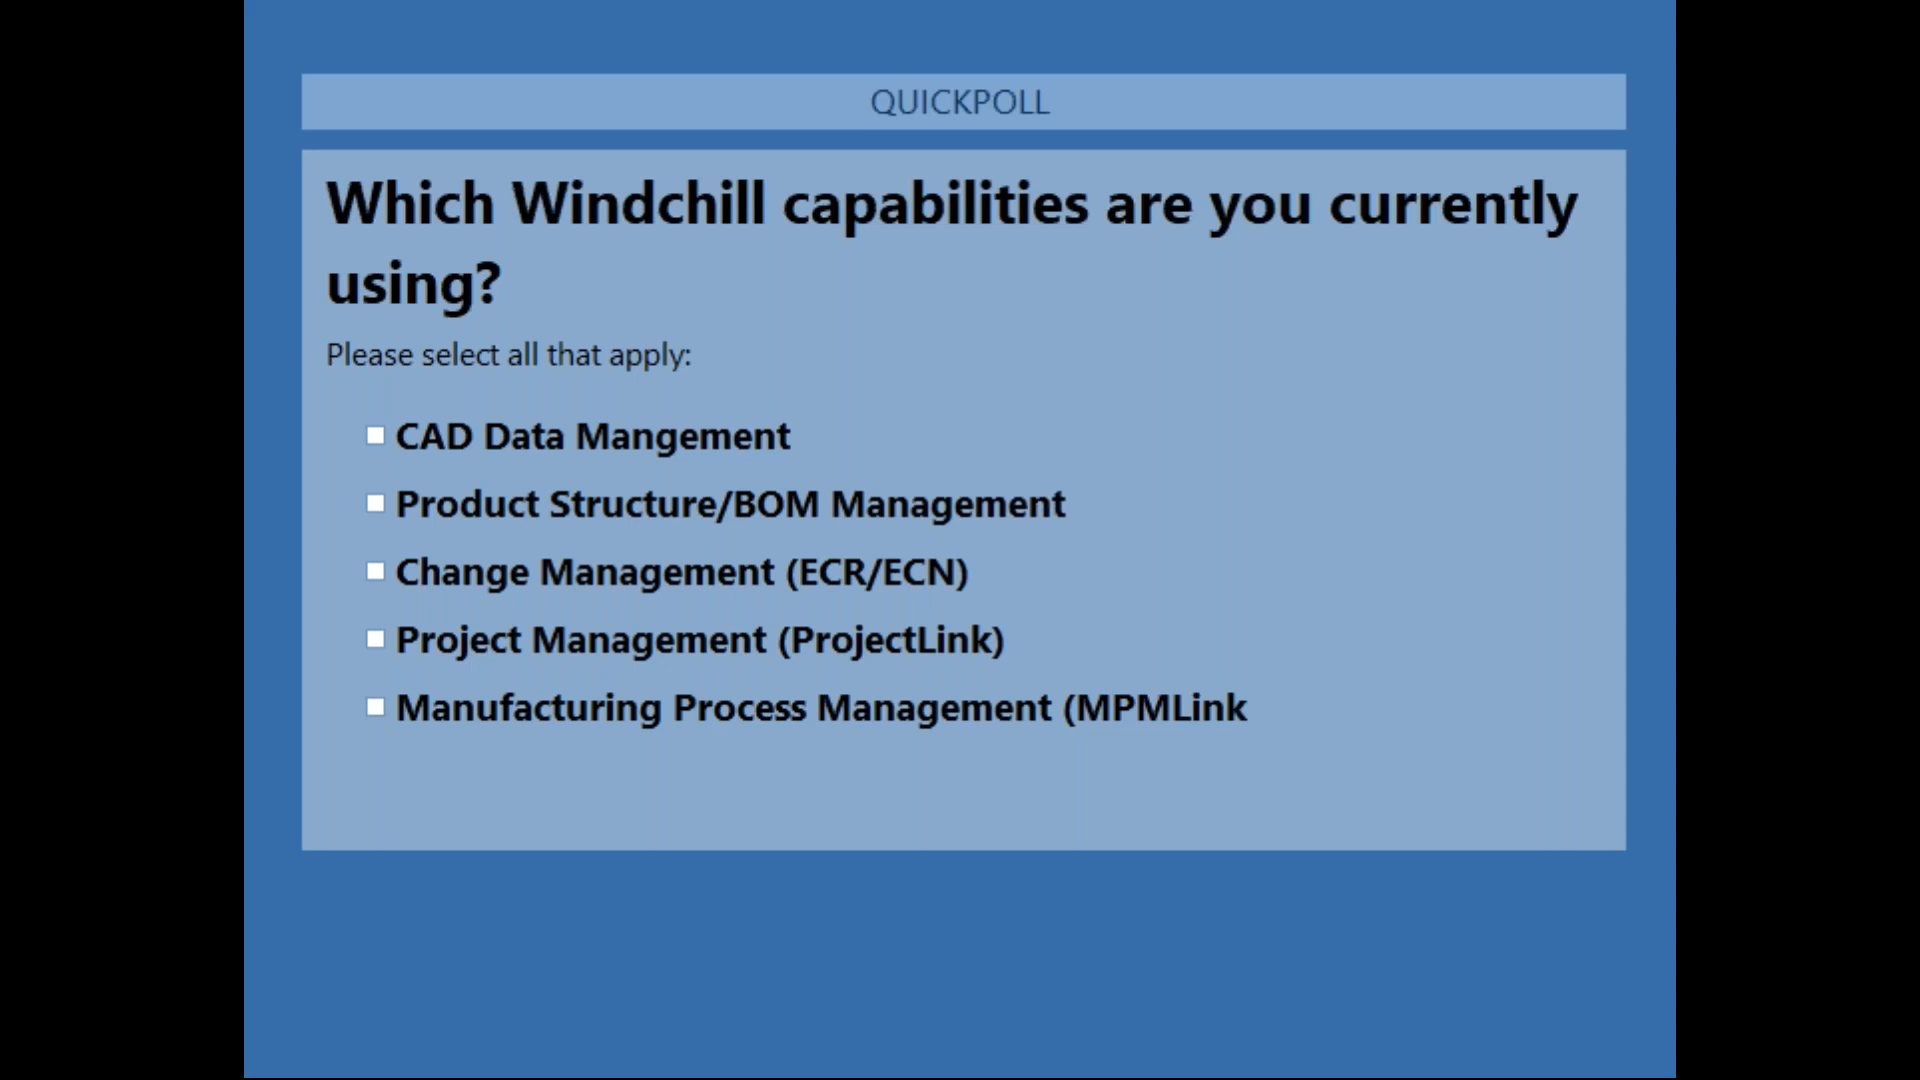 QUICKPOLL
Which Windchill capabilities are you currently
using?
Please select all that apply:
CAD Data Mangement
Product Structure/BOM Management
Change Management (ECR/ECN)
Project Management (ProjectLink)
Manufacturing Process Management (MPMLink